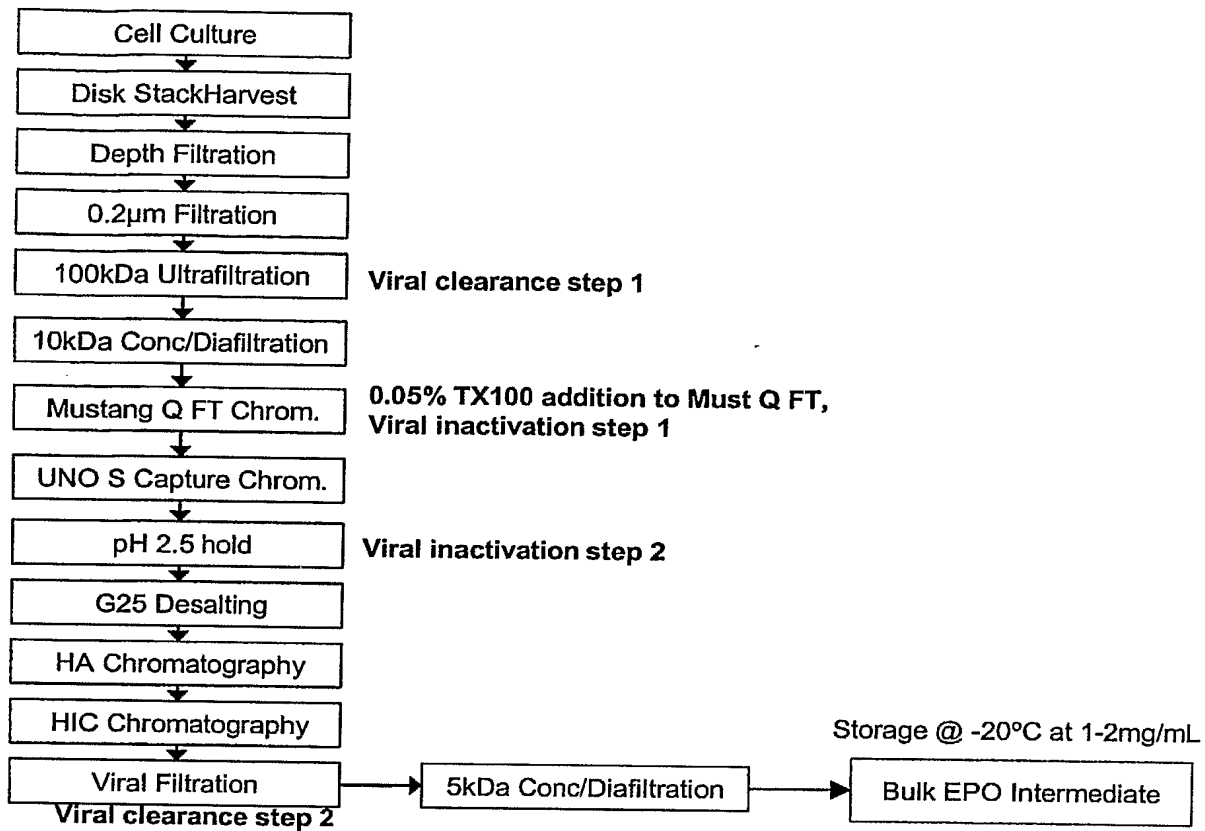 Cell Culture
Disk StackHarvest
Depth Filtration
0.2µm Filtration
100kDa Ultrafiltration
Viral clearance step 1
10kDa Conc/Diafiltration
Mustang Q FT Chrom.
0.05% TX100 addition to Must Q FT,
Viral inactivation step 1
UNO S Capture Chrom.
pH 2.5 hold
Viral inactivation step 2
G25 Desalting
HA Chromatography
HIC Chromatography
Storage @ -20ºC at 1-2mg/mL
Viral Filtration
5kDa Conc/Diafiltration
Bulk EPO Intermediate
Viral clearance step 2